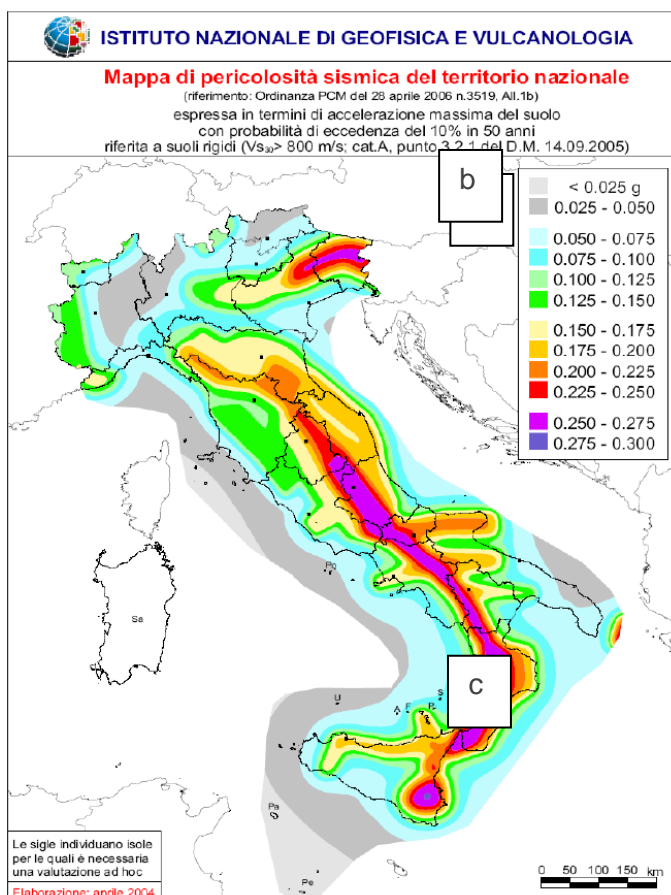 ISTITUTO NAZIONALE DI GEOFISICA E VULCANOLOGIA
Mappa di pericolosità sismica del territorio nazionale
(riferimento: Ordinanza PCM del 28 aprile 2006 n.3519, All.1b)
espressa in termini di accelerazione massima del suolo
con probabilità di eccedenza del 10% in 50 anni
riferita a suoli rigidi (Vs₃₀> 800 m/s; cat.A, punto 3.2.1 del D.M. 14.09.2005)
b
< 0.025 g
0.025 - 0.050
0.050 - 0.075
0.075 - 0.100
0.100 - 0.125
0.125 - 0.150
0.150 - 0.175
0.175 - 0.200
0.200 - 0.225
0.225 - 0.250
0.250 - 0.275
0.275 - 0.300
Po
Sa
c
U
A
F
P
S
Pa
Pe
Le sigle individuano isole
per le quali è necessaria
una valutazione ad hoc
Elaborazione: aprile 2004
0 50 100 150 km